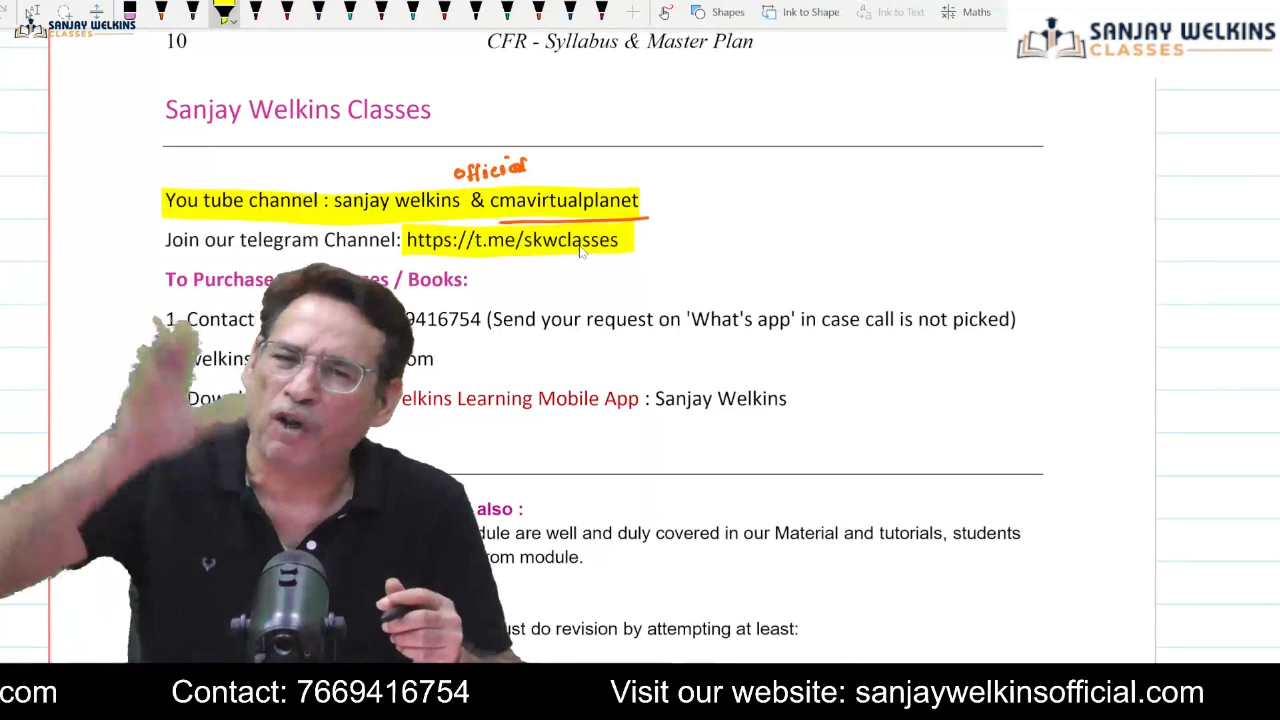 Shapes
Ink to Shape
Ink to Text
Maths
SANJAY WELKINS
CLASSES
10
CFR - Syllabus & Master Plan
SANJAY WELKINS
CLASSES
Sanjay Welkins Classes
official
You tube channel : sanjay welkins & cmavirtualplanet
Join our telegram Channel: https://t.me/skwclasses
To Purchase / Books:
1. Contact 9416754 (Send your request on 'What's app' in case call is not picked)
welkins om
elkins Learning Mobile App : Sanjay Welkins
also :
dule are well and duly covered in our Material and tutorials, students
rom module.
ust do revision by attempting at least:
.com Contact: 7669416754 Visit our website: sanjaywelkinsofficial.com